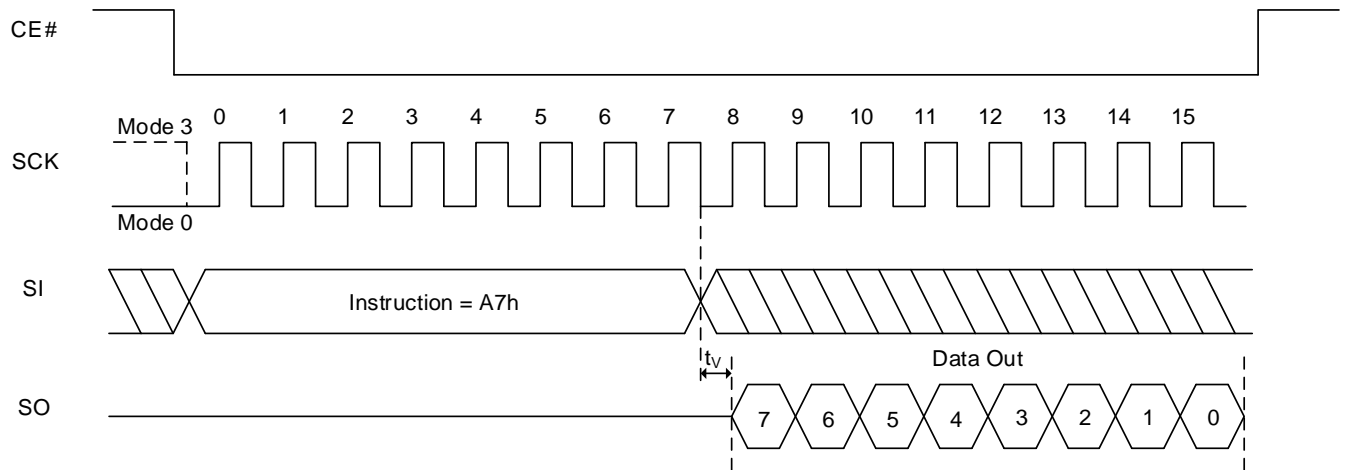 CE#
0 1 2 3 4 5 6 7 8 9 10 11 12 13 14 15
Mode 3
SCK
Mode 0
SI
Instruction = A7h
tV
Data Out
SO
7 6 5 4 3 2 1 0